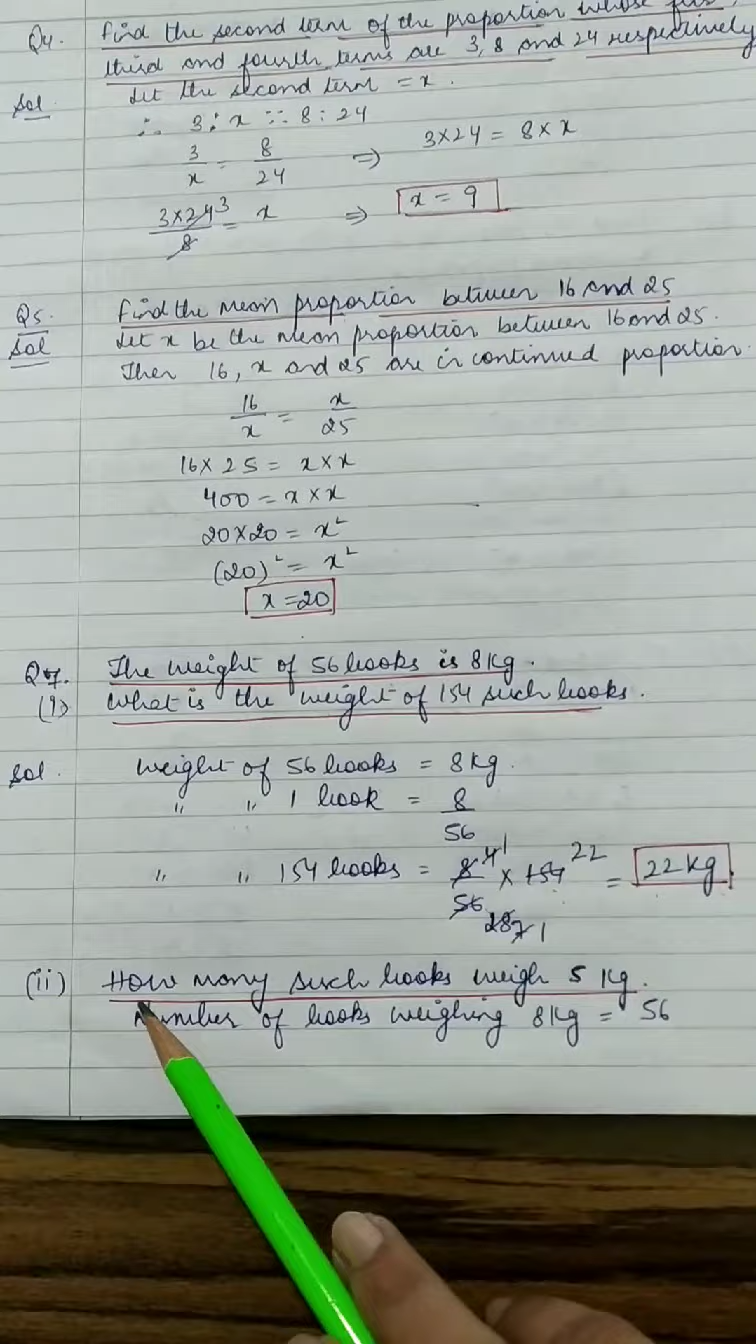 Q4. Find the second term of the proportion whose
third and fourth terms are 3, 8 and 24 respectively
Sol. Let the second term = x.
∴ 3 : x :: 8 : 24
3/x = 8/24 ⇒ 3×24 = 8×x
3×24 3/8 = x ⇒ x = 9
Q5. Find the mean proportion between 16 and 25
Sol Let x be the mean proportion between 16 and 25.
Then 16, x and 25 are in continued proportion.
16/x = x/25
16×25 = x×x
400 = x×x
20×20 = x²
(20)² = x²
x = 20
Q7. The weight of 56 books is 8 kg.
(i) What is the weight of 154 such books.
Sol. Weight of 56 books = 8 kg.
" " 1 book = 8/56
" " 154 books = 8 4 1/56 28 7 1 × 154 22 = 22 kg
(ii) How many such books weigh 5 kg.
Number of books weighing 8 kg = 56